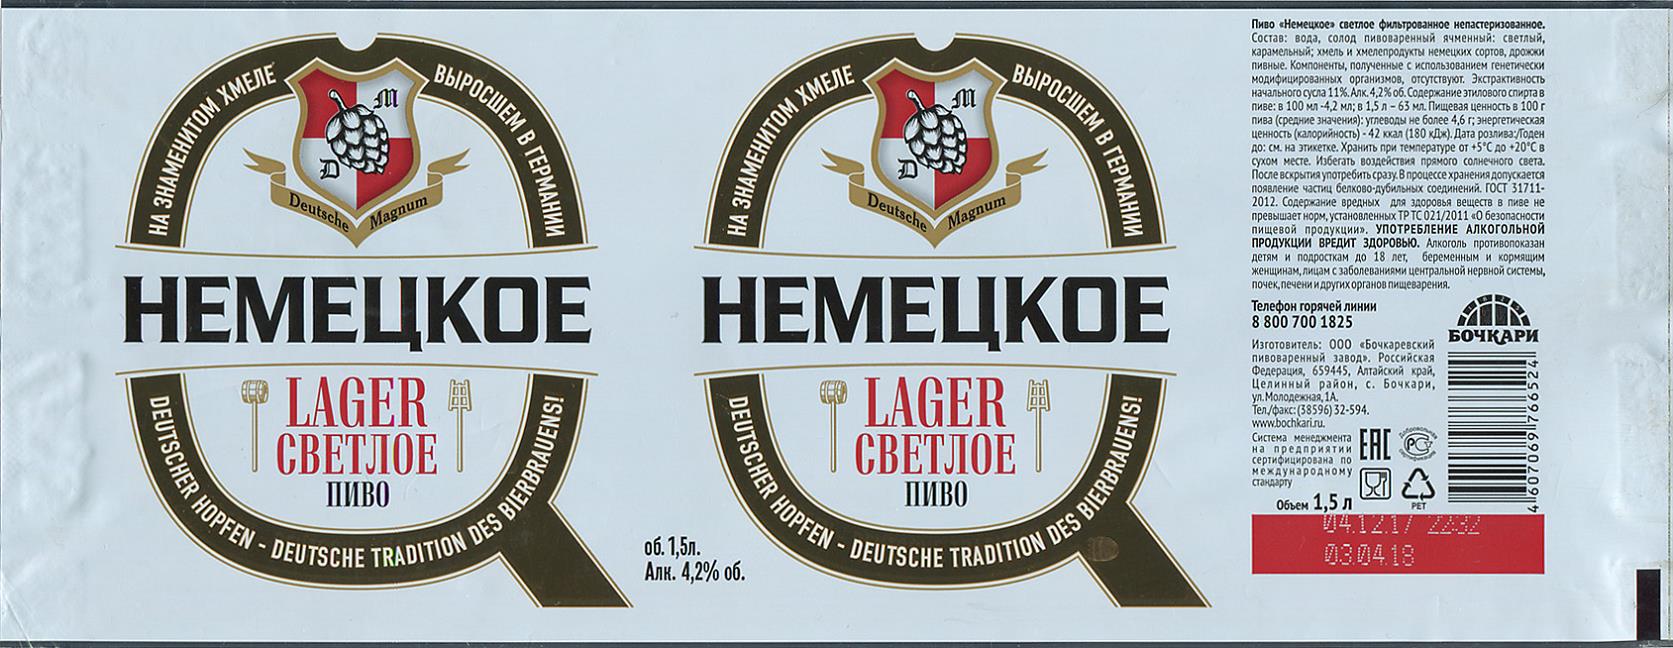 НА ЗНАМЕНИТОМ ХМЕЛЕ
ВЫРОСШЕМ В ГЕРМАНИИ
M
D
Deutsche Magnum
НЕМЕЦКОЕ
LAGER
СВЕТЛОЕ
ПИВО
DEUTSCHER HOPFEN - DEUTSCHE TRADITION DES BIERBRAUENS!
об. 1,5л.
Алк. 4,2% об.
НА ЗНАМЕНИТОМ ХМЕЛЕ
ВЫРОСШЕМ В ГЕРМАНИИ
M
D
Deutsche Magnum
НЕМЕЦКОЕ
LAGER
СВЕТЛОЕ
ПИВО
DEUTSCHER HOPFEN - DEUTSCHE TRADITION DES BIERBRAUENS!
Пиво «Немецкое» светлое фильтрованное непастеризованное.
Состав: вода, солод пивоваренный ячменный: светлый,
карамельный; хмель и хмелепродукты немецких сортов, дрожжи
пивные. Компоненты, полученные с использованием генетически
модифицированных организмов, отсутствуют. Экстрактивность
начального сусла 11%. Алк. 4,2% об. Содержание этилового спирта в
пиве: в 100 мл -4,2 мл; в 1,5 л – 63 мл. Пищевая ценность в 100 г
пива (средние значения): углеводы не более 4,6 г; энергетическая
ценность (калорийность) - 42 ккал (180 кДж). Дата розлива:/Годен
до: см. на этикетке. Хранить при температуре от +5°С до +20°С в
сухом месте. Избегать воздействия прямого солнечного света.
После вскрытия употребить сразу. В процессе хранения допускается
появление частиц белково-дубильных соединений. ГОСТ 31711-
2012. Содержание вредных для здоровья веществ в пиве не
превышает норм, установленных ТР ТС 021/2011 «О безопасности
пищевой продукции». УПОТРЕБЛЕНИЕ АЛКОГОЛЬНОЙ
ПРОДУКЦИИ ВРЕДИТ ЗДОРОВЬЮ. Алкоголь противопоказан
детям и подросткам до 18 лет, беременным и кормящим
женщинам, лицам с заболеваниями центральной нервной системы,
почек, печени и других органов пищеварения.
Телефон горячей линии
8 800 700 1825
Изготовитель: ООО «Бочкаревский
пивоваренный завод». Российская
Федерация, 659445, Алтайский край,
Целинный район, с. Бочкари,
ул. Молодежная, 1А.
Тел./факс: (38596) 32-594.
www.bochkari.ru.
Система менеджмента
на предприятии
сертифицирована по
международному
стандарту
Объем 1,5 л
БОЧКАРИ
ЕАС
Добровольная
сертификация
PET
4 607069 766524
04.12.17 22:32
03.04.18